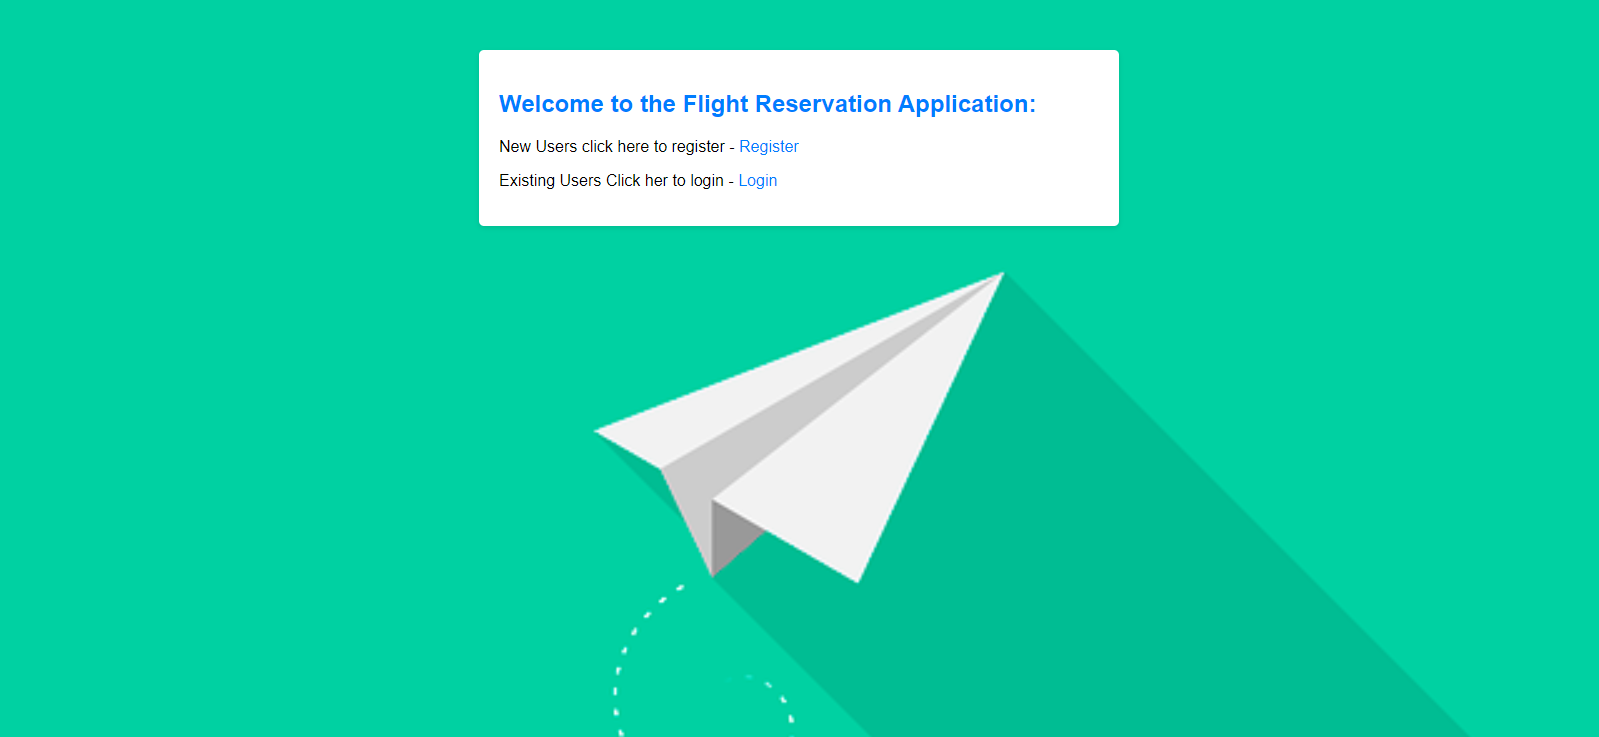 Welcome to the Flight Reservation Application:
New Users click here to register - Register
Existing Users Click her to login - Login